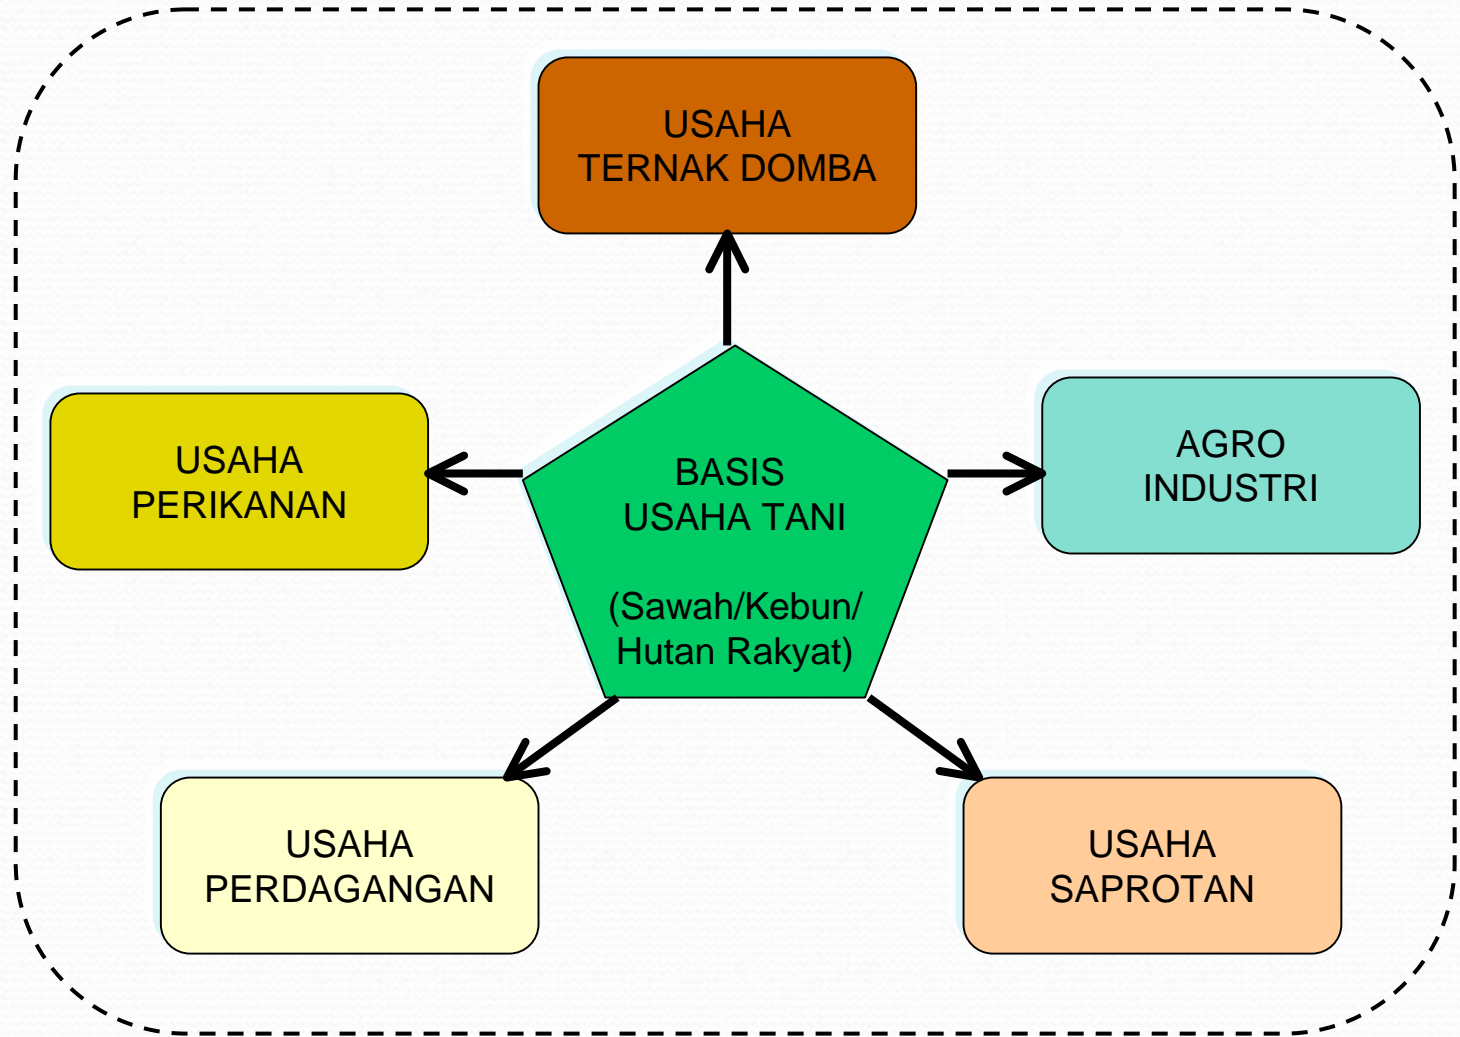 USAHA
TERNAK DOMBA
USAHA
PERIKANAN
BASIS
USAHA TANI
(Sawah/Kebun/
Hutan Rakyat)
AGRO
INDUSTRI
USAHA
PERDAGANGAN
USAHA
SAPROTAN